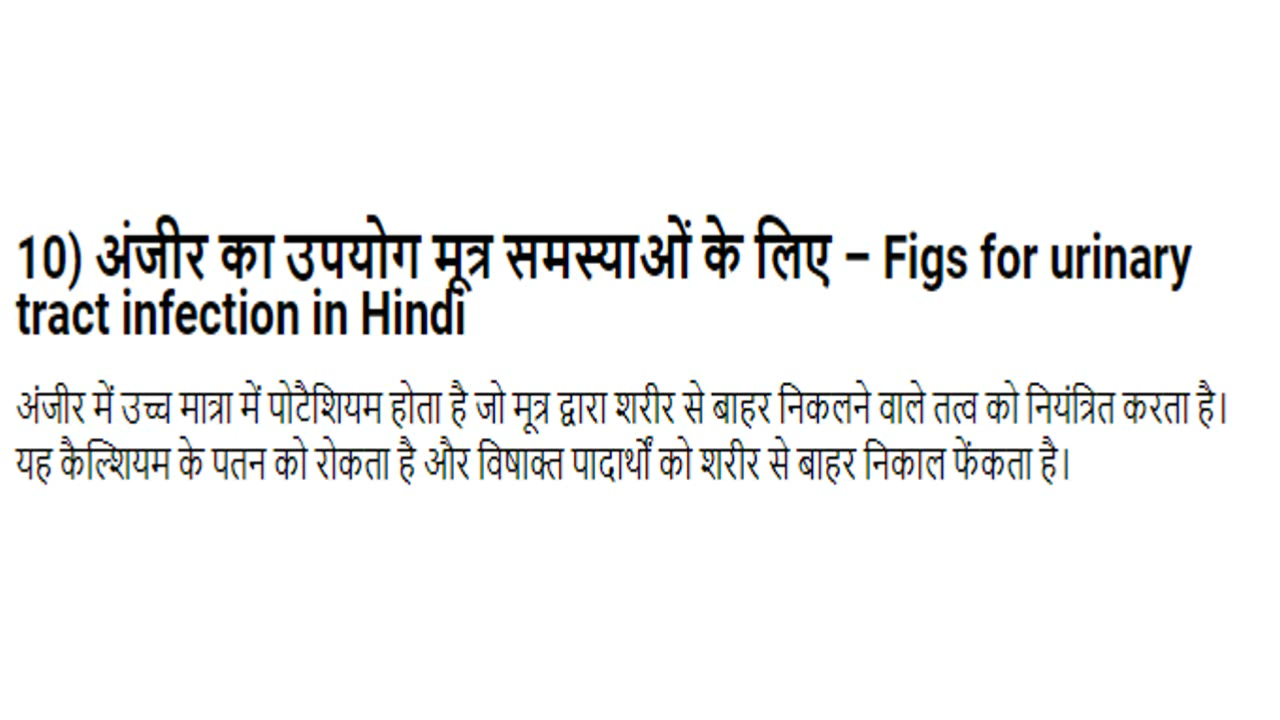 10) अंजीर का उपयोग मूत्र समस्याओं के लिए – Figs for urinary
tract infection in Hindi
अंजीर में उच्च मात्रा में पोटैशियम होता है जो मूत्र द्वारा शरीर से बाहर निकलने वाले तत्व को नियंत्रित करता है।
यह कैल्शियम के पतन को रोकता है और विषाक्त पादार्थों को शरीर से बाहर निकाल फेंकता है।